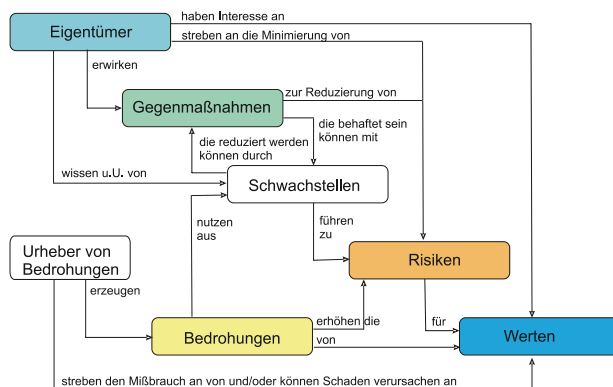 haben Interesse an
Eigentümer
streben an die Minimierung von
erwirken
zur Reduzierung von
Gegenmaßnahmen
die behaftet sein
können mit
die reduziert werden
können durch
wissen u.U. von
Schwachstellen
nutzen
aus
führen
zu
Urheber von
Bedrohungen
Risiken
erzeugen
Bedrohungen
erhöhen die
von
für
Werten
streben den Mißbrauch an von und/oder können Schaden verursachen an